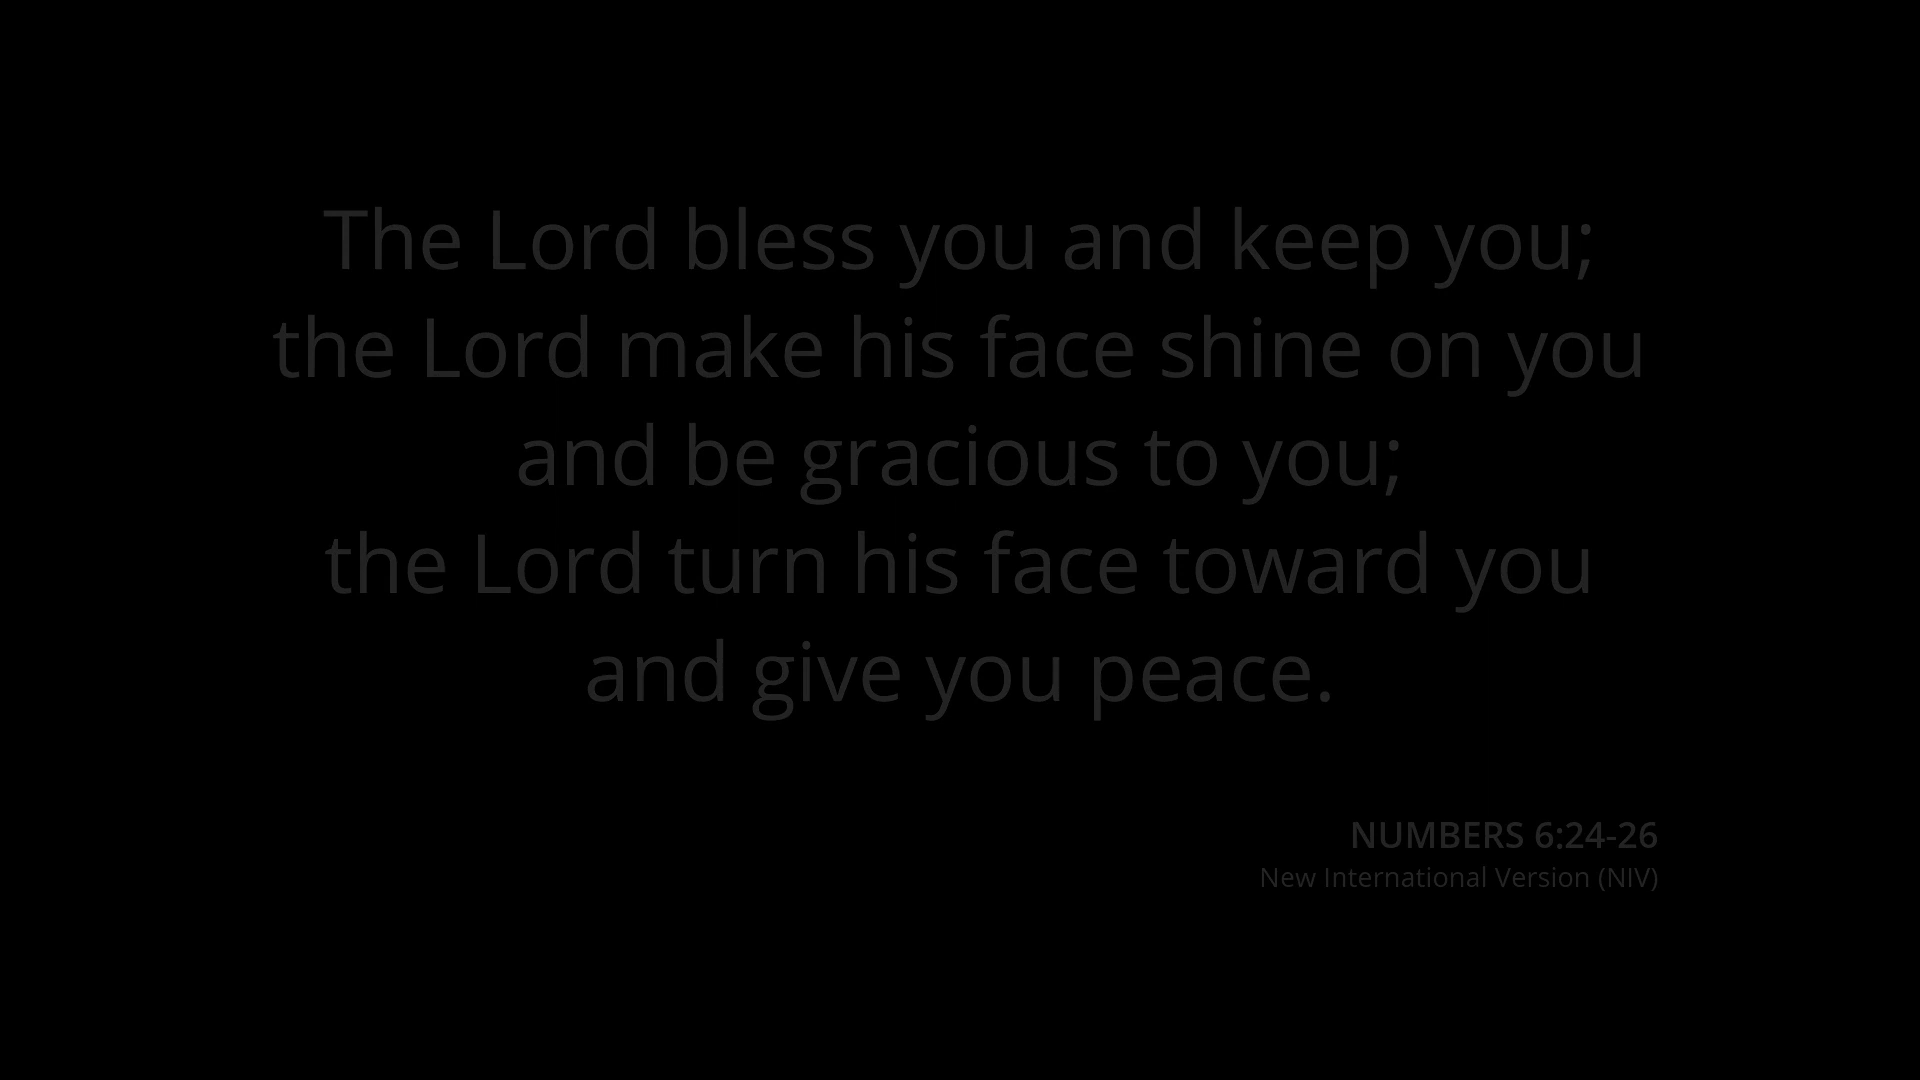 The Lord bless you and keep you;
the Lord make his face shine on you
and be gracious to you;
the Lord turn his face toward you
and give you peace.
NUMBERS 6:24-26
New International Version (NIV)